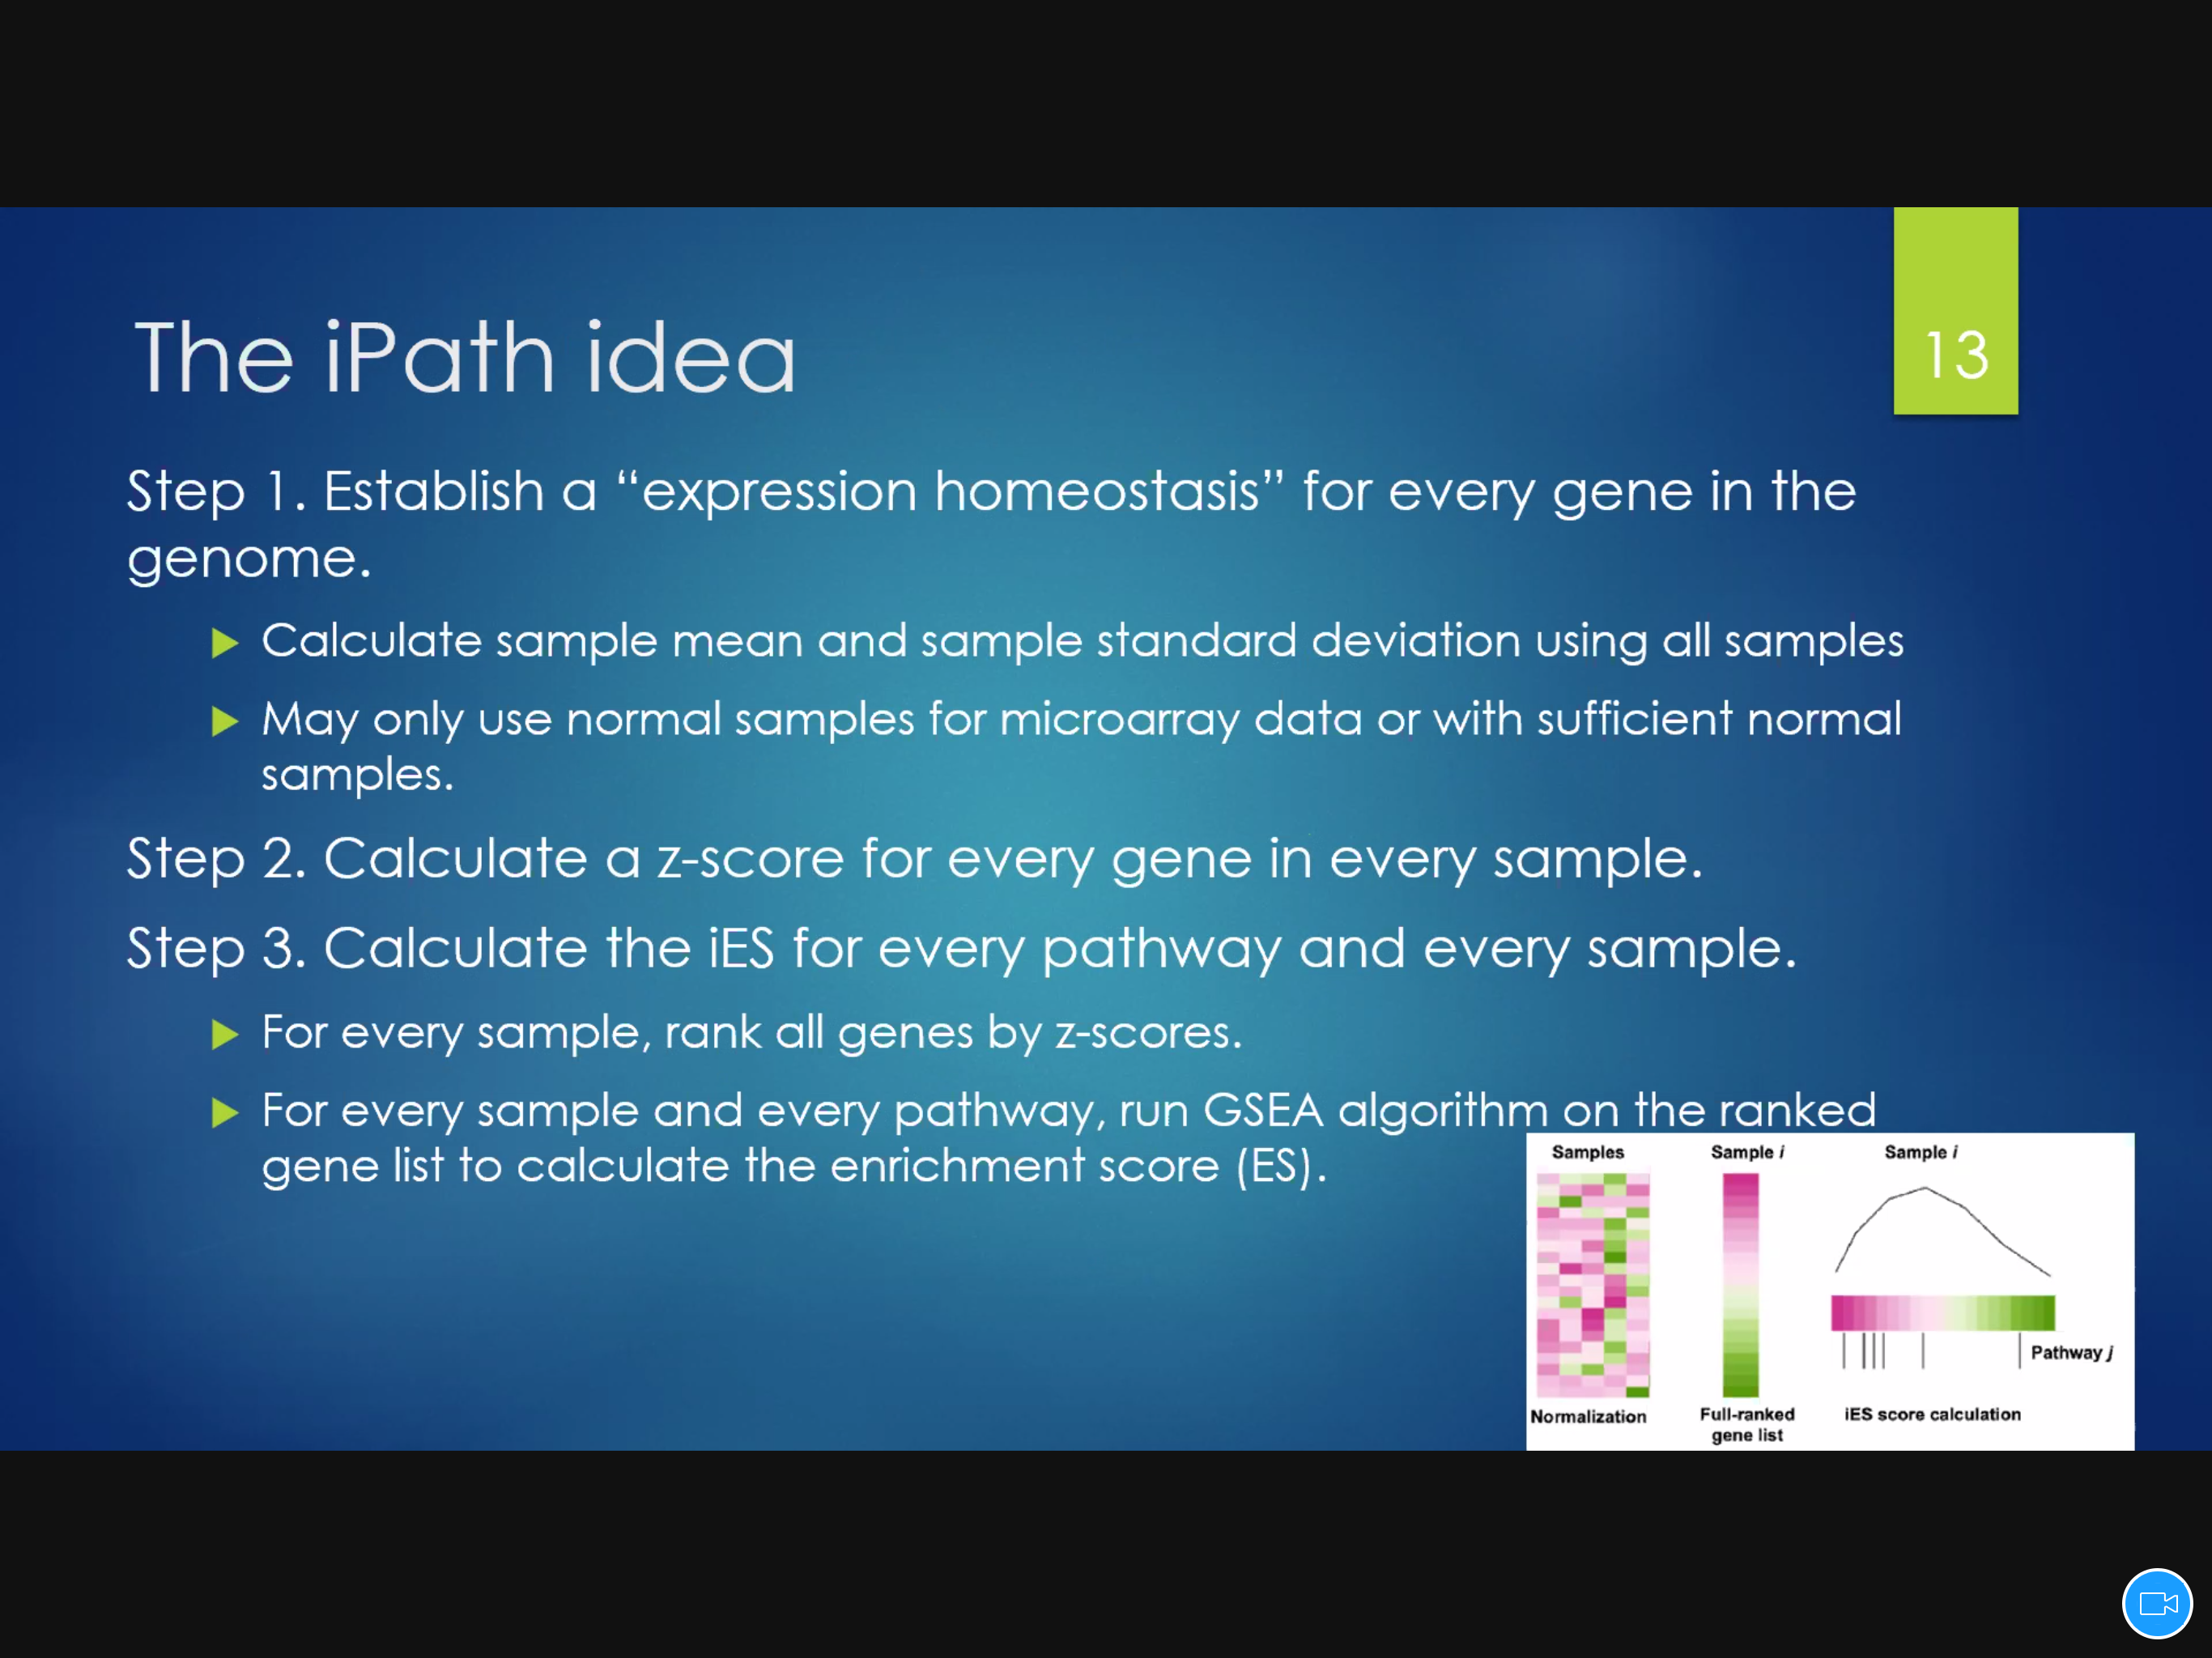 The iPath idea
13
Step 1. Establish a “expression homeostasis” for every gene in the
genome.
Calculate sample mean and sample standard deviation using all samples
May only use normal samples for microarray data or with sufficient normal
samples.
Step 2. Calculate a z-score for every gene in every sample.
Step 3. Calculate the iES for every pathway and every sample.
For every sample, rank all genes by z-scores.
For every sample and every pathway, run GSEA algorithm on the ranked
gene list to calculate the enrichment score (ES).
Samples
Normalization
Sample i
Full-ranked
gene list
Sample i
Pathway j
iES score calculation